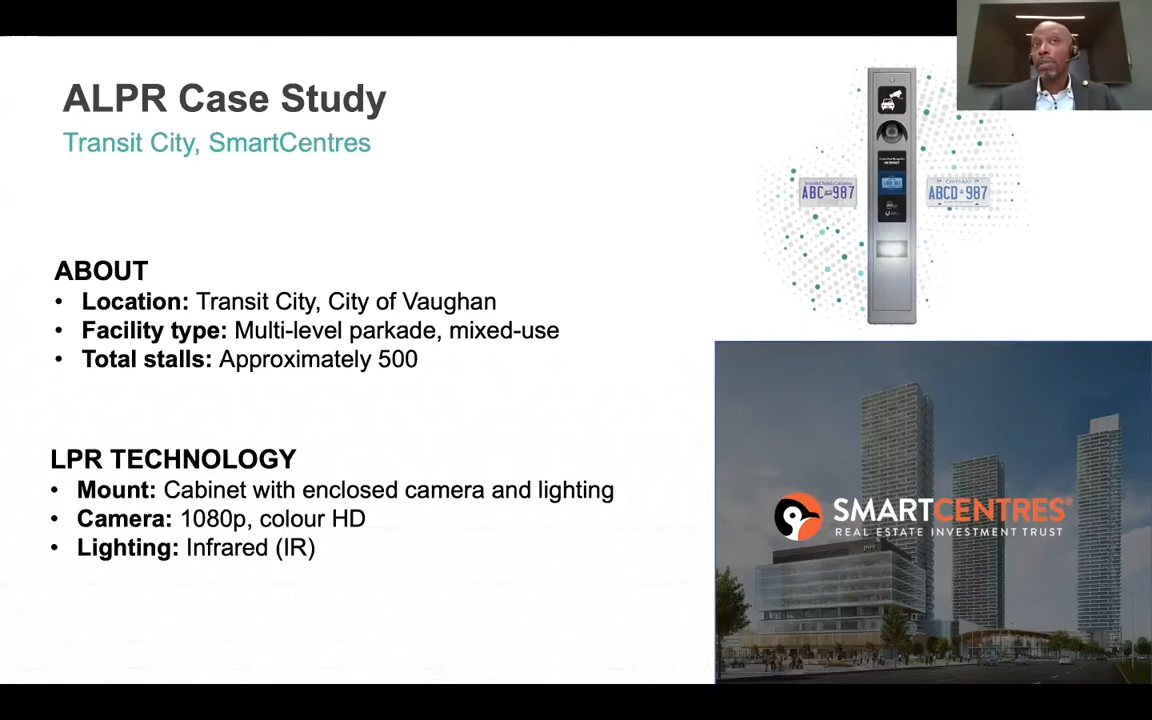 ALPR Case Study
Transit City, SmartCentres
ABOUT
• Location: Transit City, City of Vaughan
• Facility type: Multi-level parkade, mixed-use
• Total stalls: Approximately 500
LPR TECHNOLOGY
• Mount: Cabinet with enclosed camera and lighting
• Camera: 1080p, colour HD
• Lighting: Infrared (IR)
ABC 987
ONTARIO
ABCD 987
pwc
SMARTCENTRES®
REAL ESTATE INVESTMENT TRUST